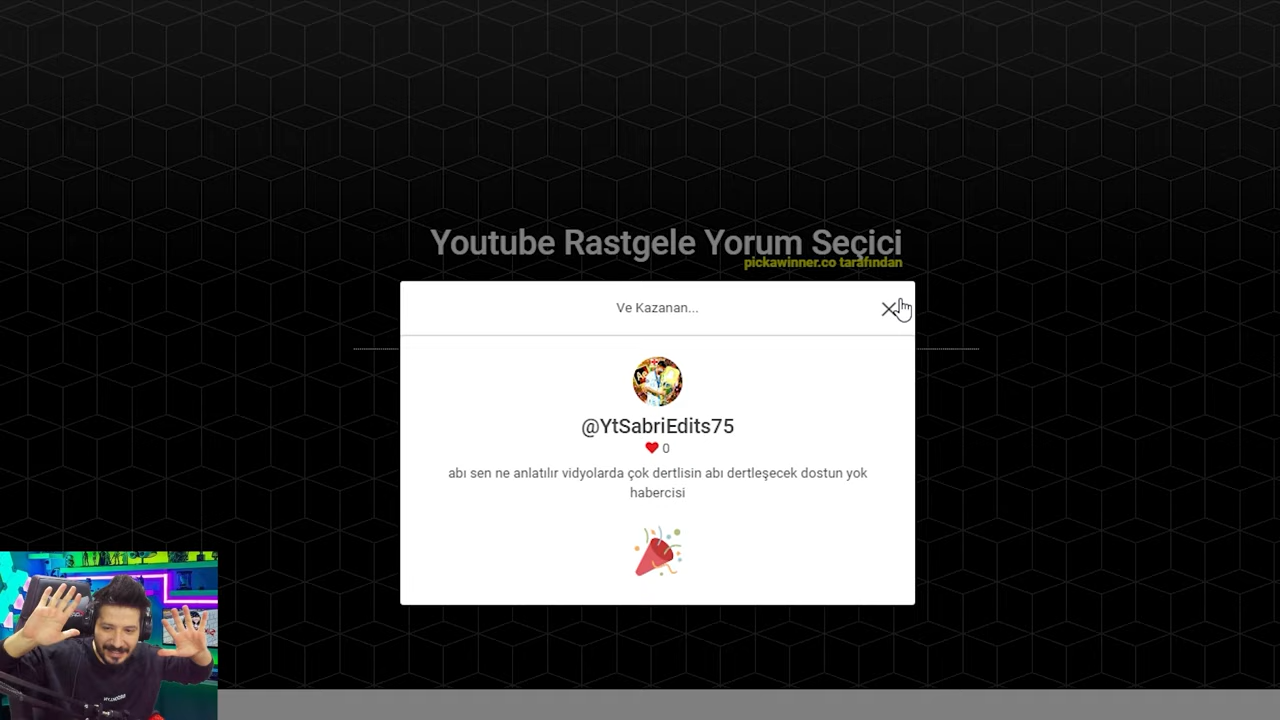 Youtube Rastgele Yorum Seçici
pickawinner.co tarafından
Ve Kazanan...
@YtSabriEdits75
0
abı sen ne anlatılır vidyolarda çok dertlisin abı dertleşecek dostun yok
habercisi